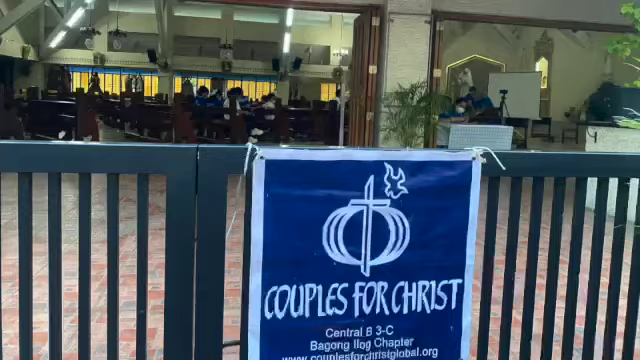 COUPLES FOR CHRIST
Central B 3-C
Bagong Ilog Chapter
www.couplesforchristglobal.org